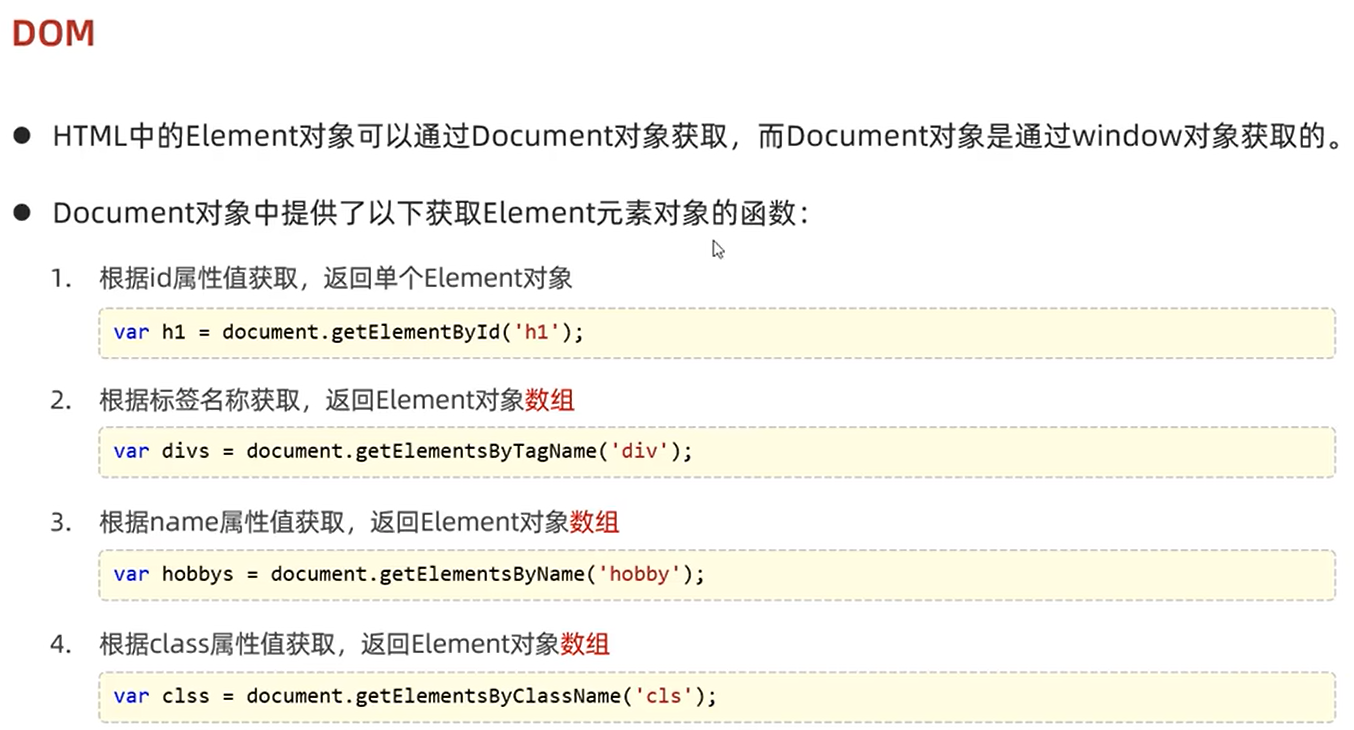 DOM
● HTML中的Element对象可以通过Document对象获取，而Document对象是通过window对象获取的。
● Document对象中提供了以下获取Element元素对象的函数：
1. 根据id属性值获取，返回单个Element对象
var h1 = document.getElementById('h1');
2. 根据标签名称获取，返回Element对象数组
var divs = document.getElementsByTagName('div');
3. 根据name属性值获取，返回Element对象数组
var hobbys = document.getElementsByName('hobby');
4. 根据class属性值获取，返回Element对象数组
var clss = document.getElementsByClassName('cls');